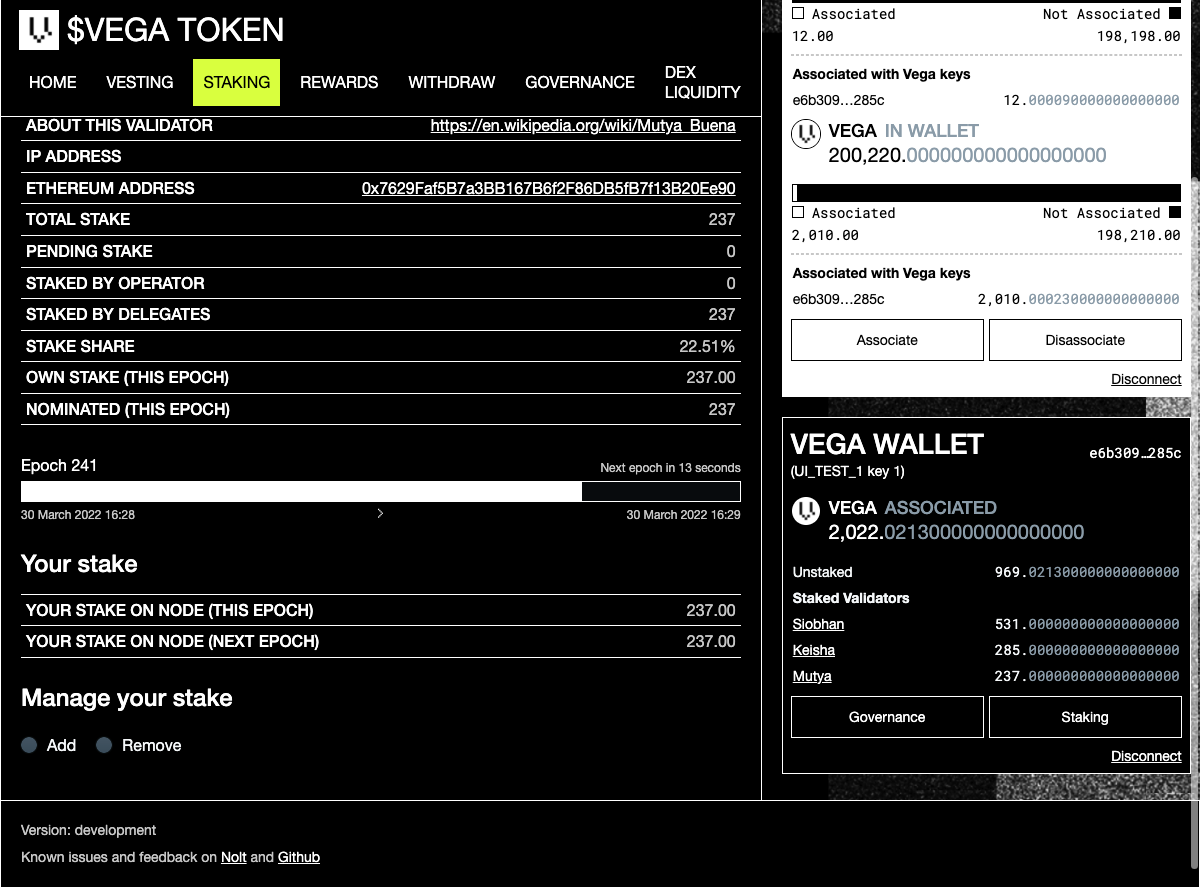 $VEGA TOKEN
HOME VESTING STAKING REWARDS WITHDRAW GOVERNANCE DEX LIQUIDITY
ABOUT THIS VALIDATOR https://en.wikipedia.org/wiki/Mutya_Buena
IP ADDRESS
ETHEREUM ADDRESS 0x7629Faf5B7a3BB167B6f2F86DB5fB7f13B20Ee90
TOTAL STAKE 237
PENDING STAKE 0
STAKED BY OPERATOR 0
STAKED BY DELEGATES 237
STAKE SHARE 22.51%
OWN STAKE (THIS EPOCH) 237.00
NOMINATED (THIS EPOCH) 237
Epoch 241 Next epoch in 13 seconds
30 March 2022 16:28 > 30 March 2022 16:29
Your stake
YOUR STAKE ON NODE (THIS EPOCH) 237.00
YOUR STAKE ON NODE (NEXT EPOCH) 237.00
Manage your stake
Add Remove
Associated Not Associated
12.00 198,198.00
Associated with Vega keys
e6b309…285c 12.000090000000000000
VEGA IN WALLET
200,220.000000000000000000
Associated Not Associated
2,010.00 198,210.00
Associated with Vega keys
e6b309…285c 2,010.000230000000000000
Associate Disassociate
Disconnect
VEGA WALLET e6b309…285c
(UI_TEST_1 key 1)
VEGA ASSOCIATED
2,022.021300000000000000
Unstaked 969.021300000000000000
Staked Validators
Siobhan 531.000000000000000000
Keisha 285.000000000000000000
Mutya 237.000000000000000000
Governance Staking
Disconnect
Version: development
Known issues and feedback on Nolt and Github